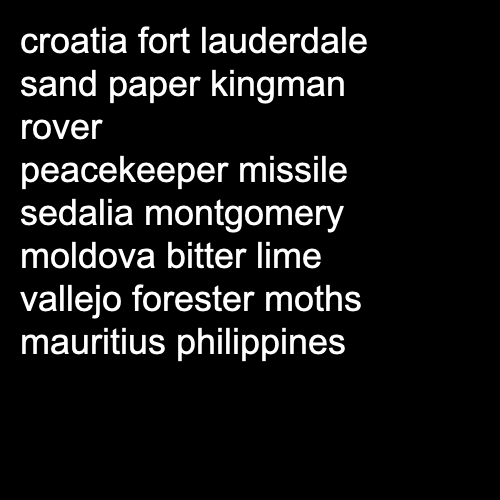 croatia fort lauderdale
sand paper kingman
rover
peacekeeper missile
sedalia montgomery
moldova bitter lime
vallejo forester moths
mauritius philippines